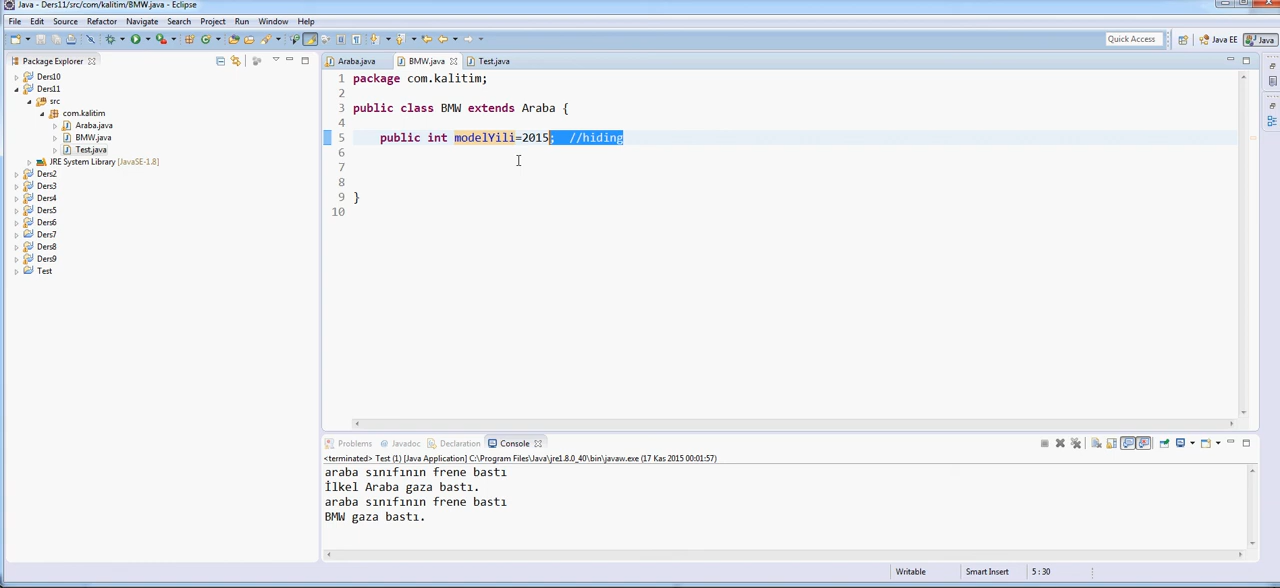 Java - Ders11/src/com/kalitim/BMW.java - Eclipse
File Edit Source Refactor Navigate Search Project Run Window Help
Quick Access Java EE Java
Package Explorer
Araba.java BMW.java Test.java
Ders10
Ders11
src
com.kalitim
Araba.java
BMW.java
Test.java
JRE System Library [JavaSE-1.8]
Ders2
Ders3
Ders4
Ders5
Ders6
Ders7
Ders8
Ders9
Test
1 package com.kalitim;
2
3 public class BMW extends Araba {
4
5 public int modelYili=2015; //hiding
6
7
8
9 }
10
Problems Javadoc Declaration Console
<terminated> Test (1) [Java Application] C:\Program Files\Java\jre1.8.0_40\bin\javaw.exe (17 Kas 2015 00:01:57)
araba sınıfının frene bastı
İlkel Araba gaza bastı.
araba sınıfının frene bastı
BMW gaza bastı.
Writable Smart Insert 5 : 30